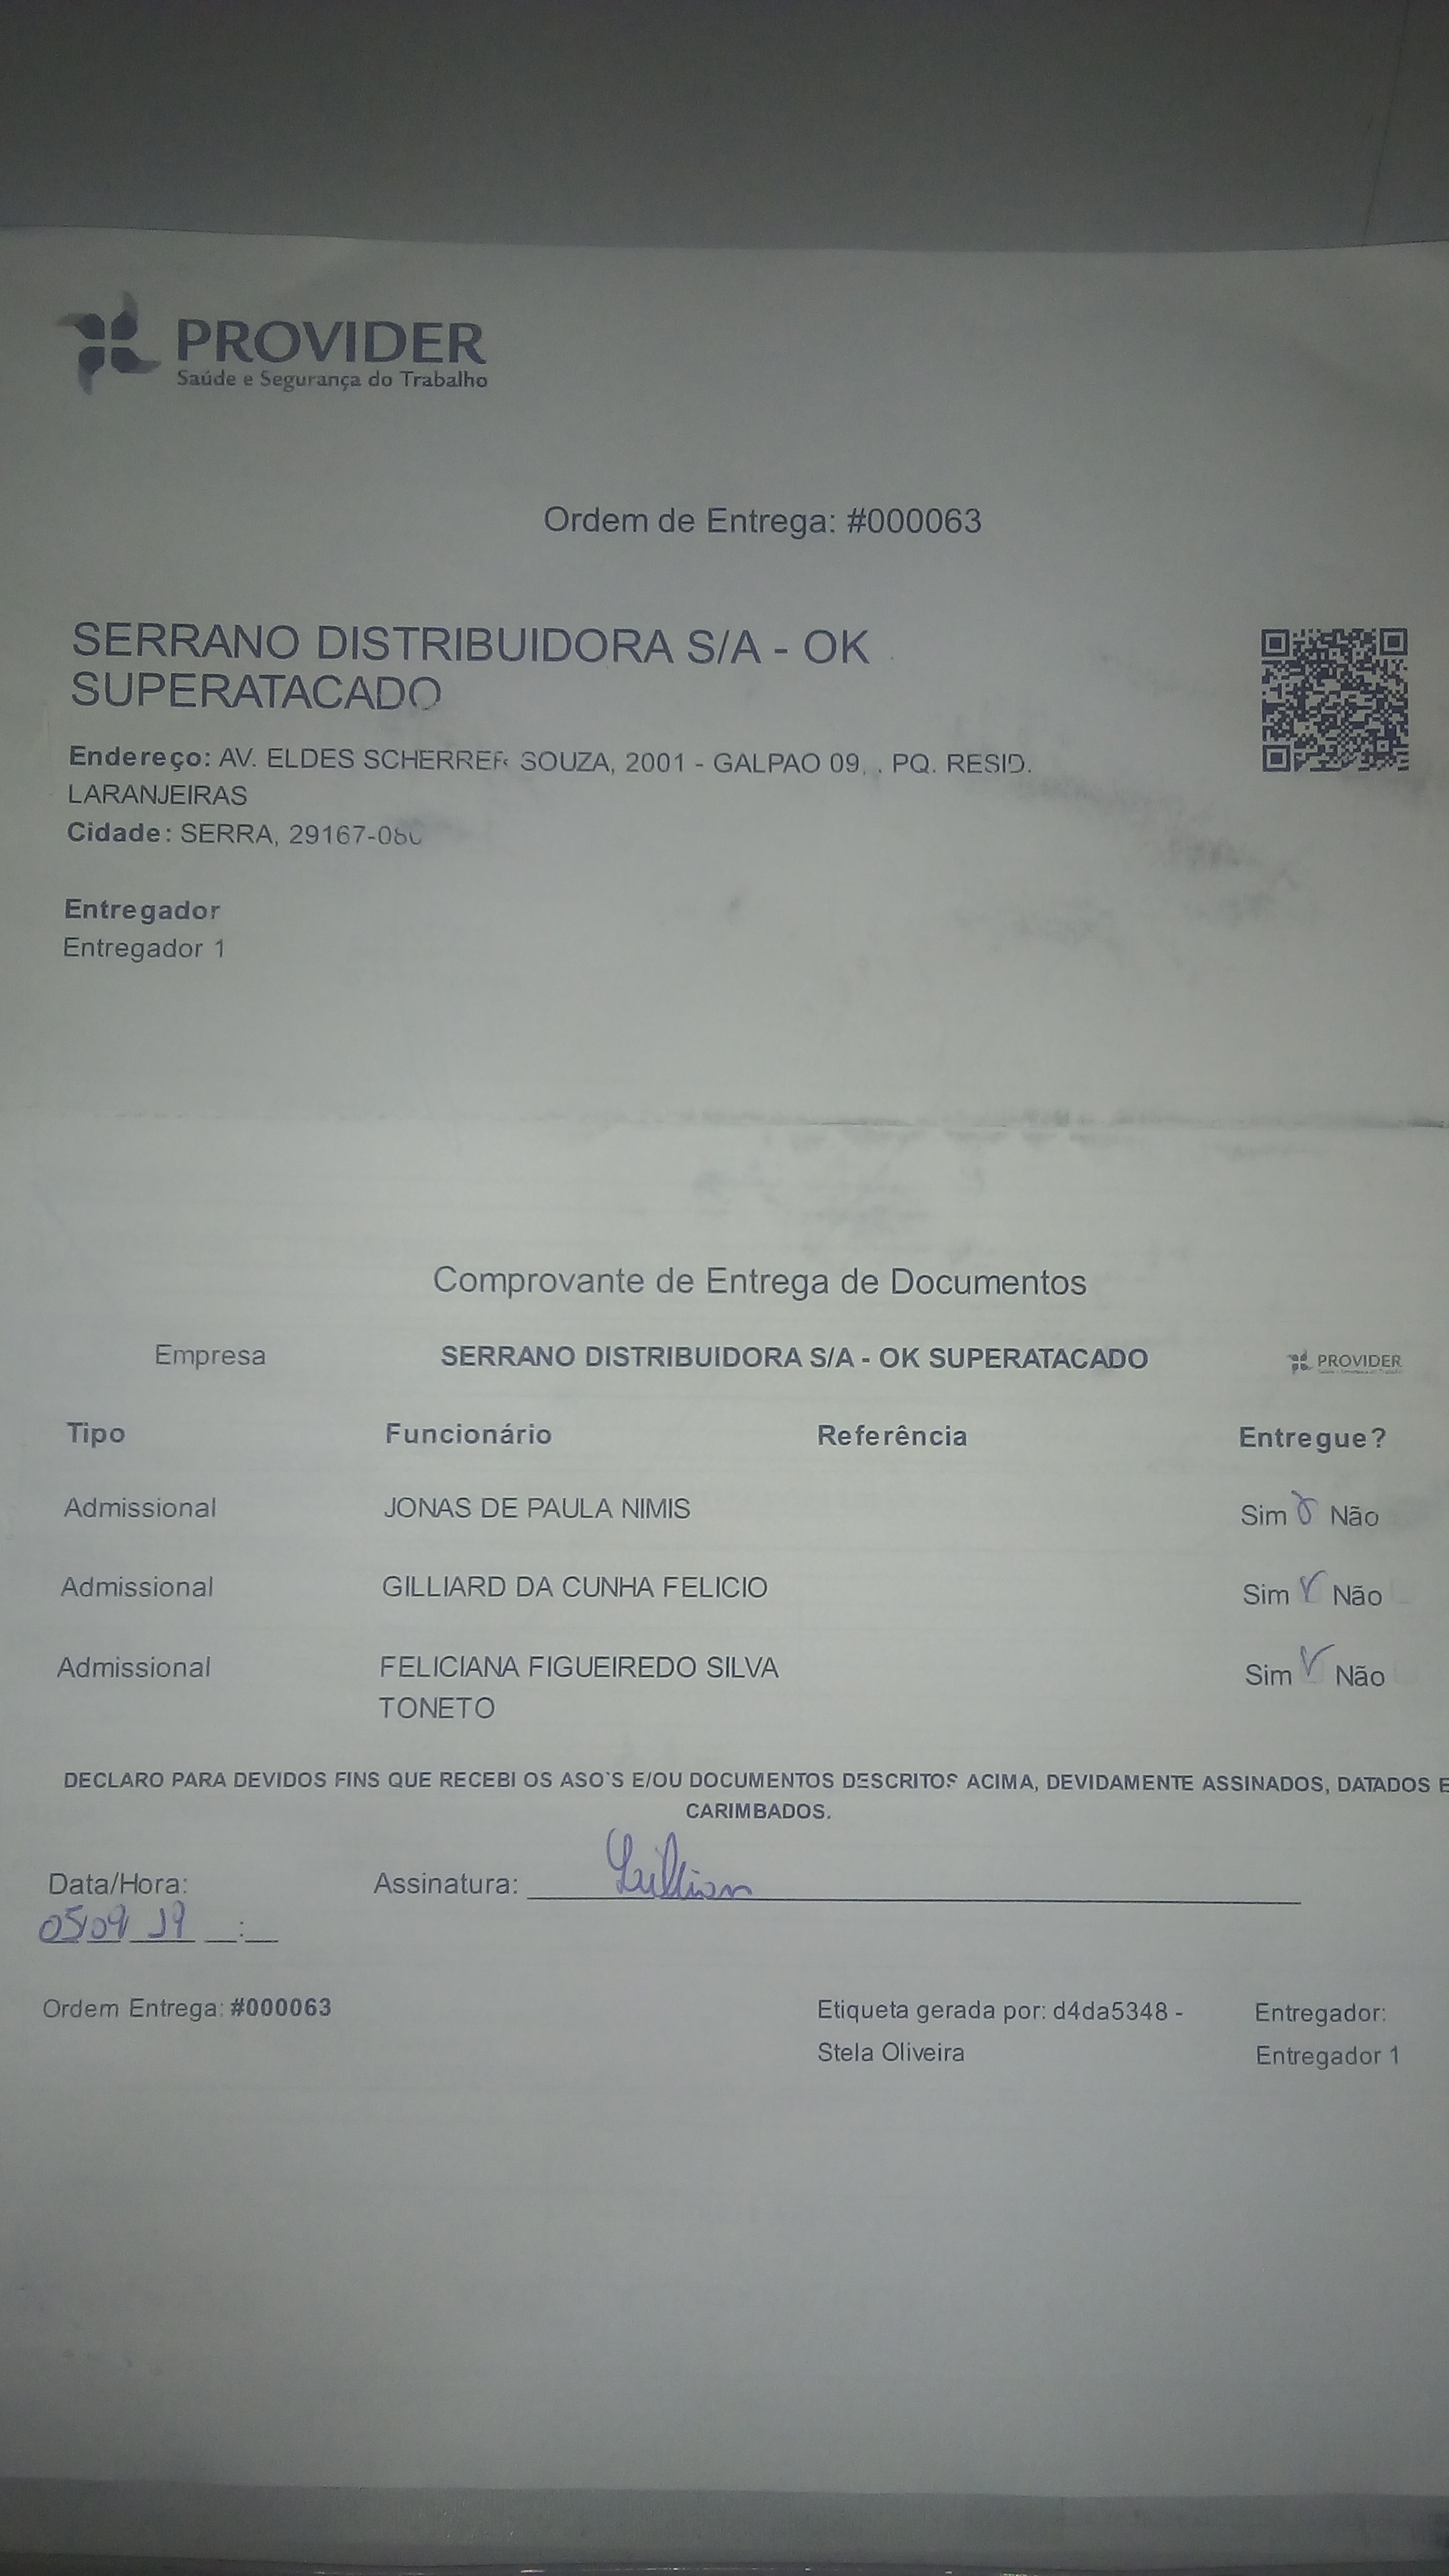 PROVIDER
Saúde e Segurança do Trabalho
Ordem de Entrega: #000063
SERRANO DISTRIBUIDORA S/A - OK
SUPERATACADO
Endereço: AV. ELDES SCHERRER SOUZA, 2001 - GALPAO 09, , PQ. RESID.
LARANJEIRAS
Cidade: SERRA, 29167-080
Entregador
Entregador 1
Comprovante de Entrega de Documentos
Empresa SERRANO DISTRIBUIDORA S/A - OK SUPERATACADO PROVIDER
Tipo Funcionário Referência Entregue?
Admissional JONAS DE PAULA NIMIS Sim Não
Admissional GILLIARD DA CUNHA FELICIO Sim Não
Admissional FELICIANA FIGUEIREDO SILVA Sim Não
TONETO
DECLARO PARA DEVIDOS FINS QUE RECEBI OS ASO`S E/OU DOCUMENTOS DESCRITOS ACIMA, DEVIDAMENTE ASSINADOS, DATADOS E
CARIMBADOS.
Data/Hora: Assinatura: Lillian
05/09/19 __:__
Ordem Entrega: #000063 Etiqueta gerada por: d4da5348 - Entregador:
Stela Oliveira Entregador 1